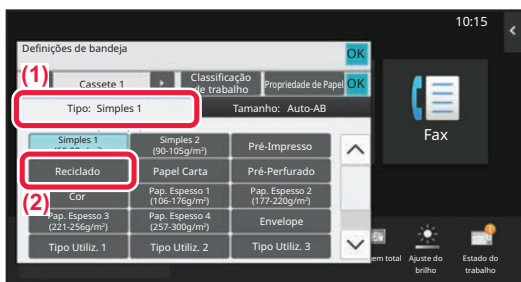 10:15
Definições de bandeja
OK
(1)
Cassete 1
Classificação
de trabalho
Propriedade de Papel
OK
Tipo: Simples 1
Tamanho: Auto-AB
Simples 1
Simples 2
(90-105g/m²)
Pré-Impresso
Fax
Reciclado
Papel Carta
Pré-Perfurado
(2)
Cor
Pap. Espesso 1
(106-176g/m²)
Pap. Espesso 2
(177-220g/m²)
Pap. Espesso 3
(221-256g/m²)
Pap. Espesso 4
(257-300g/m²)
Envelope
Tipo Utiliz. 1
Tipo Utiliz. 2
Tipo Utiliz. 3
em total
Ajuste do
brilho
Estado do
trabalho